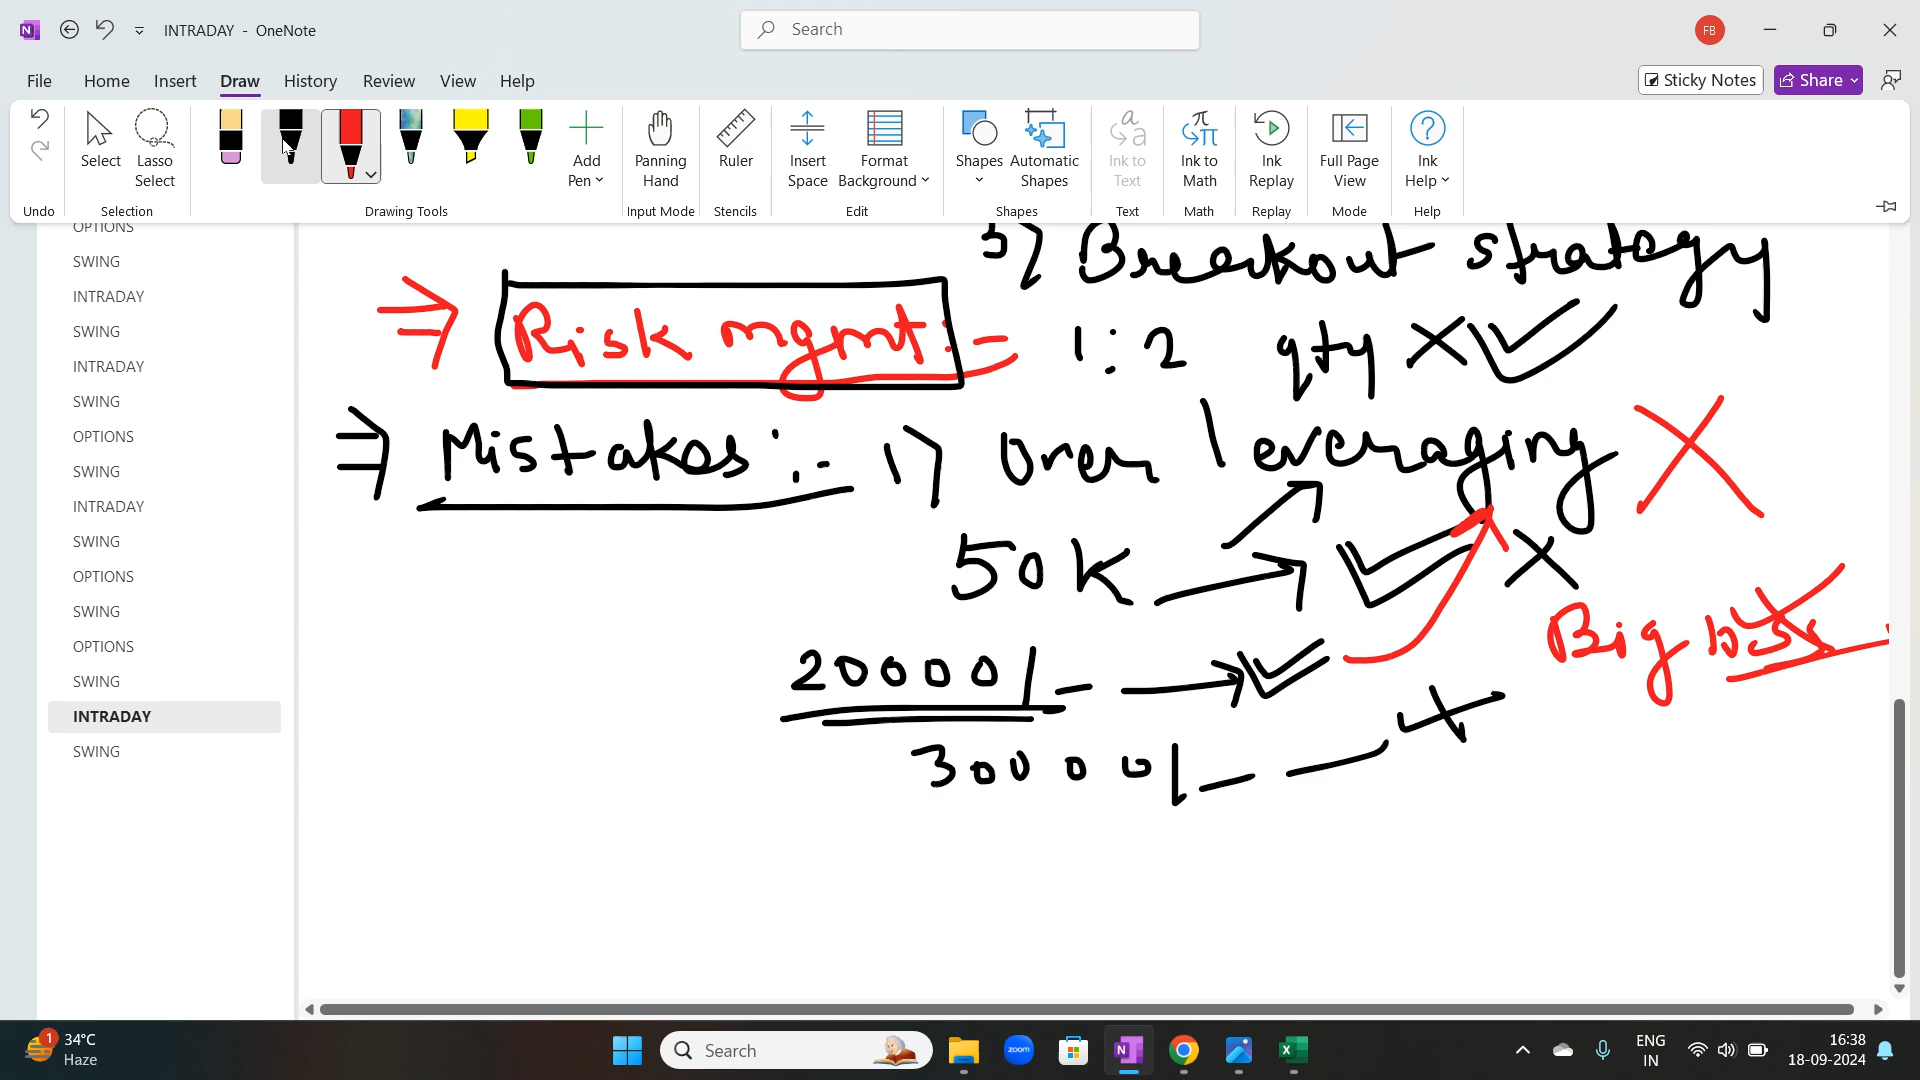 INTRADAY - OneNote
Search
FB
File Home Insert Draw History Review View Help
Sticky Notes Share
Select
Lasso Select
Add Pen
Panning Hand
Ruler
Insert Space
Format Background
Shapes
Automatic Shapes
Ink to Text
Ink to Math
Ink Replay
Full Page View
Ink Help
Undo Selection Drawing Tools Input Mode Stencils Edit Shapes Text Math Replay Mode Help
OPTIONS
SWING
INTRADAY
SWING
INTRADAY
SWING
OPTIONS
SWING
INTRADAY
SWING
OPTIONS
SWING
OPTIONS
SWING
INTRADAY
SWING
Breakout strategy
⇒ Risk mgmt:= 1:2 qty
⇒ Mistakes:- 1) Over leveraging
50K
Big loss
20000/-
30000/-
1
34°C
Haze
Search
zoom
ENG
IN
16:38
18-09-2024